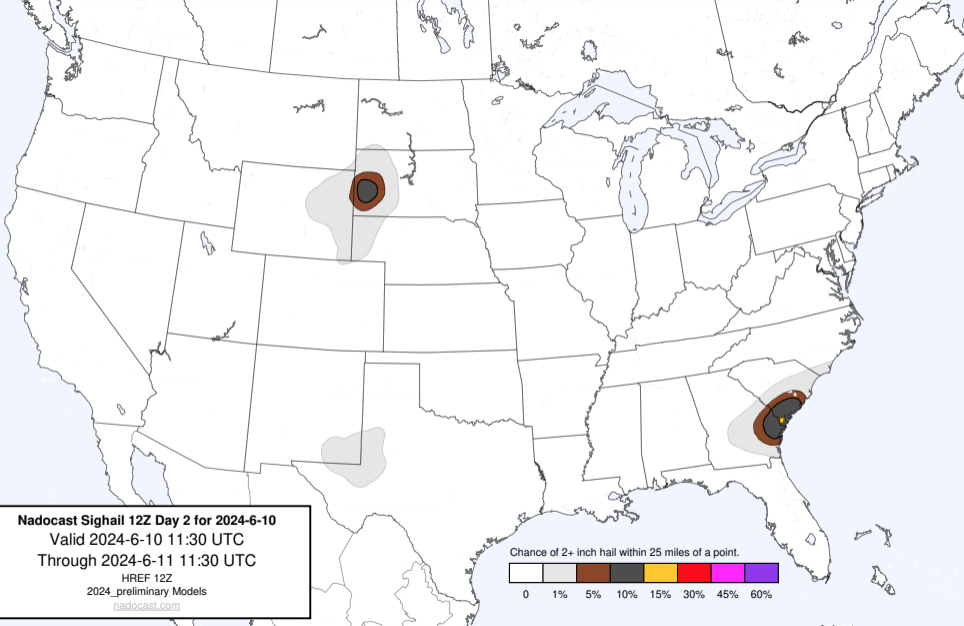 Nadocast Sighail 12Z Day 2 for 2024-6-10
Valid 2024-6-10 11:30 UTC
Through 2024-6-11 11:30 UTC
HREF 12Z
2024_preliminary Models
nadocast.com
Chance of 2+ inch hail within 25 miles of a point.
0 1% 5% 10% 15% 30% 45% 60%